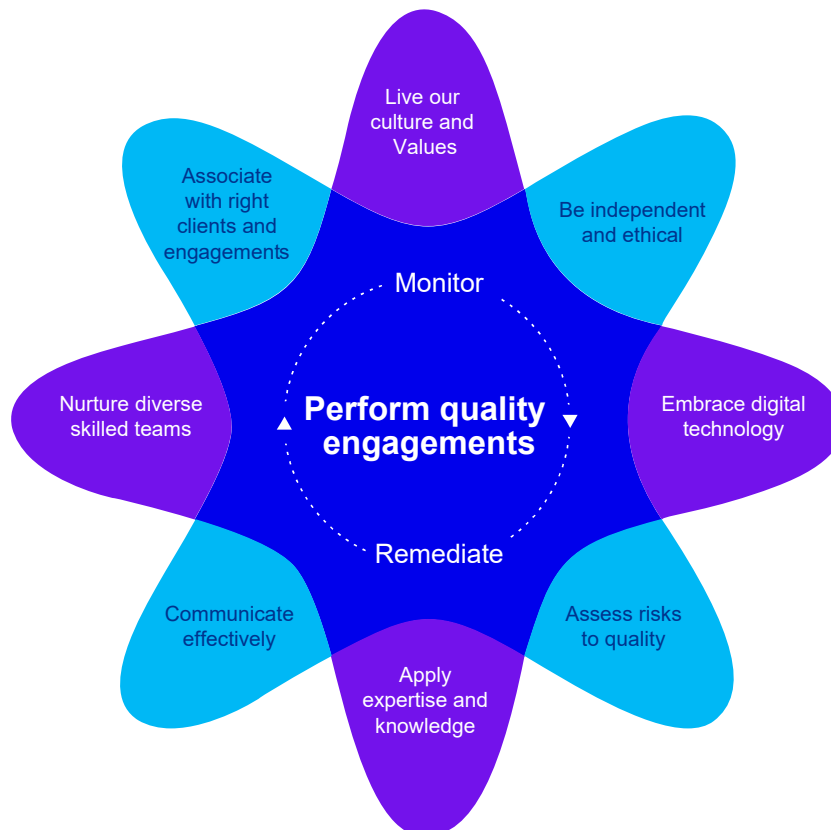 Live our
culture and
Values
Be independent
and ethical
Embrace digital
technology
Assess risks
to quality
Apply
expertise and
knowledge
Communicate
effectively
Nurture diverse
skilled teams
Associate
with right
clients and
engagements
Monitor
Perform quality
engagements
Remediate